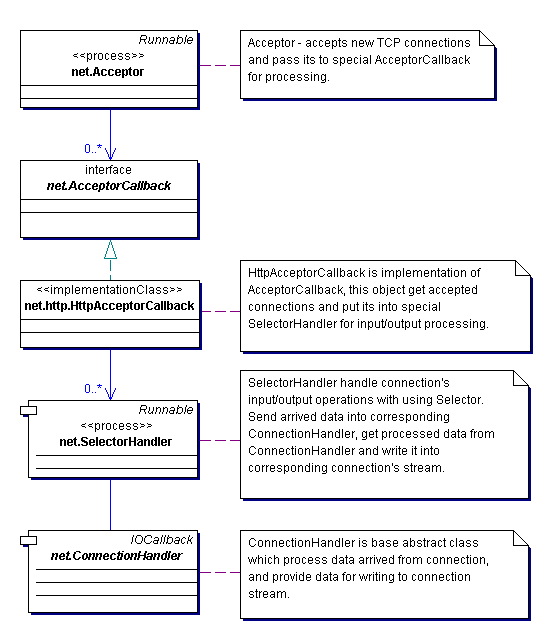 Runnable
<<process>>
net.Acceptor
Acceptor - accepts new TCP connections
and pass its to special AcceptorCallback
for processing.
0..*
interface
net.AcceptorCallback
<<implementationClass>>
net.http.HttpAcceptorCallback
HttpAcceptorCallback is implementation of
AcceptorCallback, this object get accepted
connections and put its into special
SelectorHandler for input/output processing.
0..*
Runnable
<<process>>
net.SelectorHandler
SelectorHandler handle connection's
input/output operations with using Selector.
Send arrived data into corresponding
ConnectionHandler, get processed data from
ConnectionHandler and write it into
corresponding connection's stream.
IOCallback
net.ConnectionHandler
ConnectionHandler is base abstract class
which process data arrived from connection,
and provide data for writing to connection
stream.